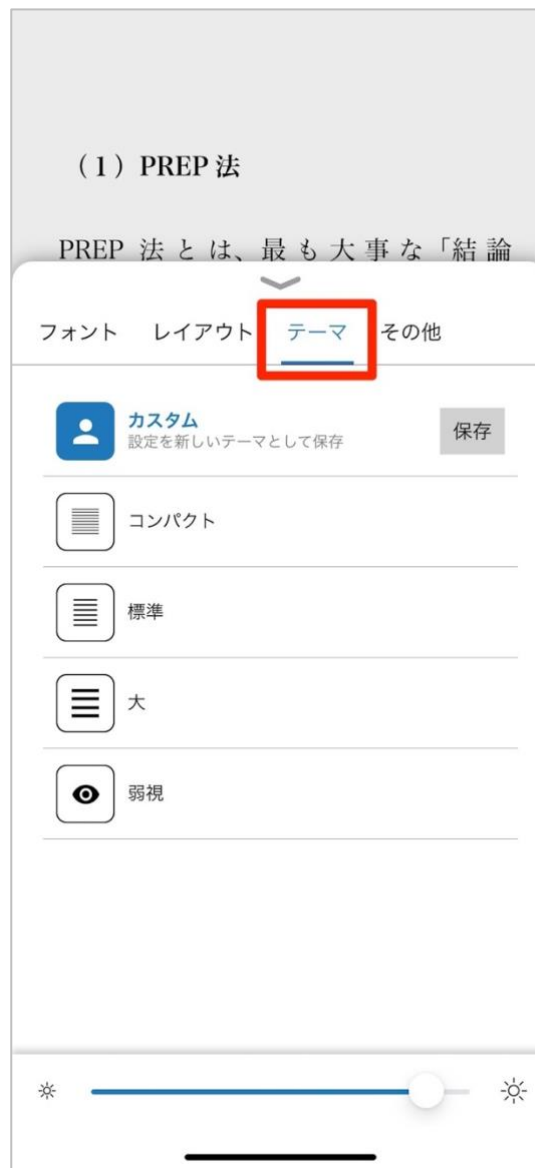 （1）PREP 法
PREP 法とは、最も大事な「結論
フォント レイアウト テーマ その他
カスタム
設定を新しいテーマとして保存
保存
コンパクト
標準
大
弱視